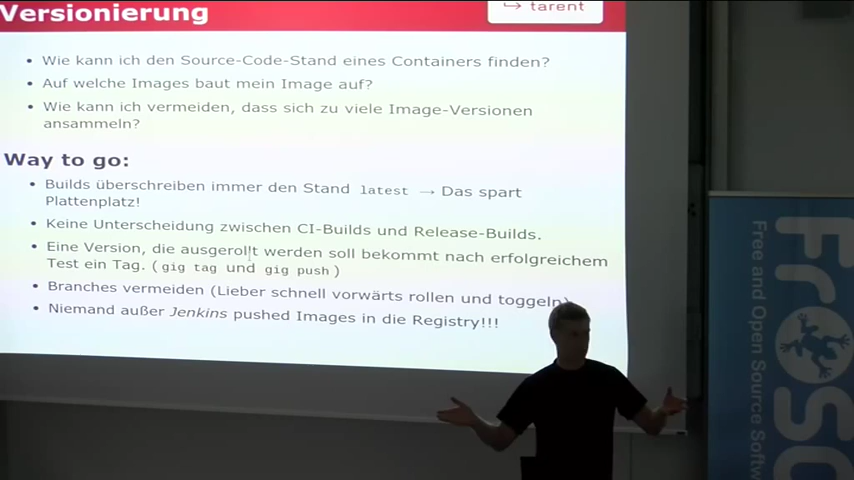 Versionierung
tarent
• Wie kann ich den Source-Code-Stand eines Containers finden?
• Auf welche Images baut mein Image auf?
• Wie kann ich vermeiden, dass sich zu viele Image-Versionen
ansammeln?
Way to go:
• Builds überschreiben immer den Stand latest → Das spart
Plattenplatz!
• Keine Unterscheidung zwischen CI-Builds und Release-Builds.
• Eine Version, die ausgerollt werden soll bekommt nach erfolgreichem
Test ein Tag. (gig tag und gig push)
• Branches vermeiden (Lieber schnell vorwärts rollen und toggeln)
• Niemand außer Jenkins pushed Images in die Registry!!!
FrOSC
Free and Open Source Softw